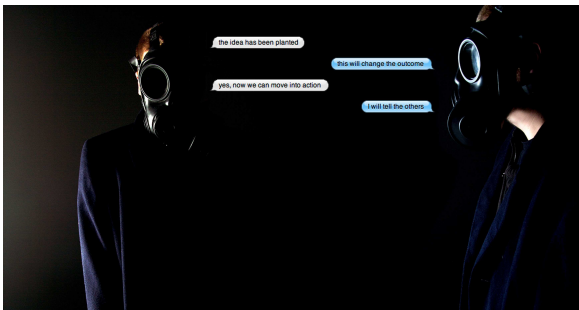 the idea has been planted
this will change the outcome
yes, now we can move into action
I will tell the others